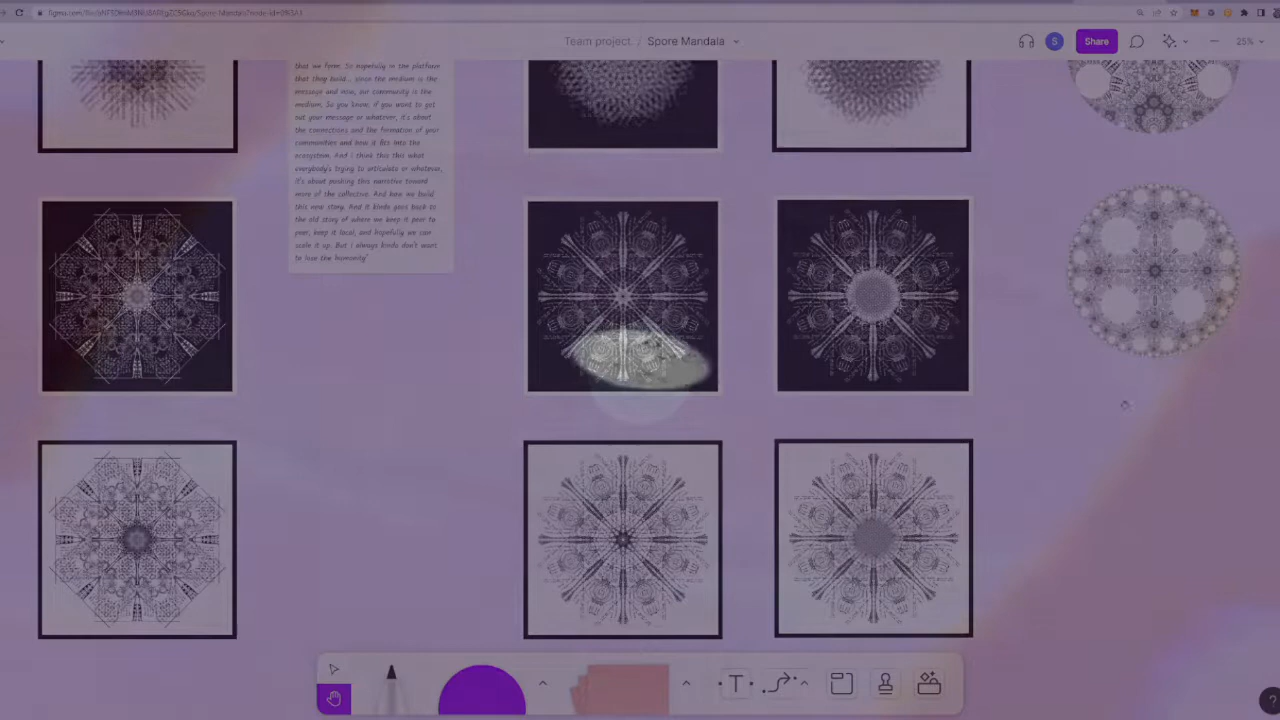 Team project / Spore Mandala
S
Share
25%
that we form. So hopefully is the platform
that they build , since the medium is the
message and now, our community is the
medium. So you know, if you want to get
out your message or whatever, it's about
the connections and the formation of your
communities and how it fits into the
ecosystem. And i think this this what
everybody's trying to articulate or whatever,
it's about pushing this narrative toward
more of the collective. And how we build
this new story. And it kinda goes back to
the old story of where we keep it peer to
peer, keep it local, and hopefully we can
scale it up. But I always kinda don't want
to lose the humanity"
T
?